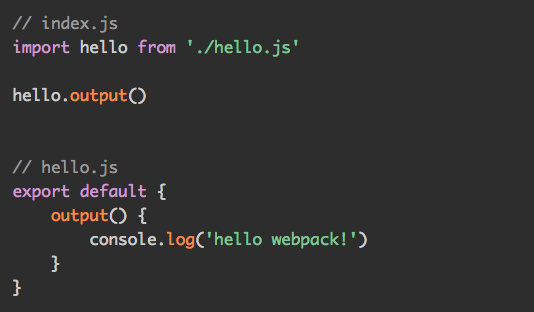 // index.js
import hello from './hello.js'
hello.output()
// hello.js
export default {
    output() {
        console.log('hello webpack!')
    }
}